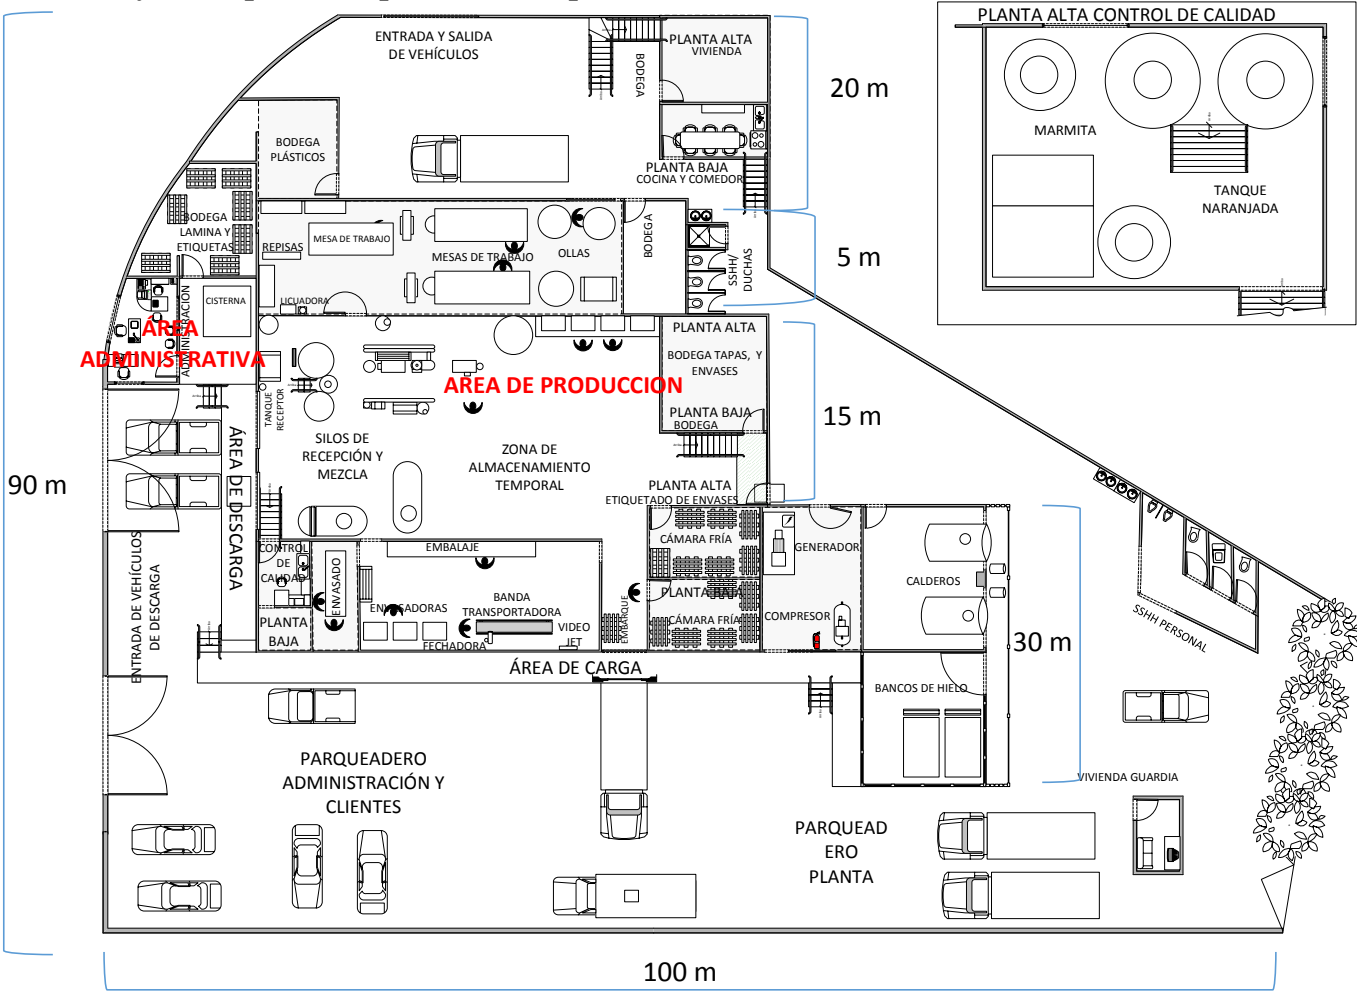 PLANTA ALTA CONTROL DE CALIDAD
MARMITA
TANQUE
NARANJADA
ENTRADA Y SALIDA
DE VEHÍCULOS
PLANTA ALTA
VIVIENDA
BODEGA
20 m
BODEGA
PLÁSTICOS
PLANTA BAJA
COCINA Y COMEDOR
BODEGA
LAMINA Y
ETIQUETAS
REPISAS
MESA DE TRABAJO
MESAS DE TRABAJO
OLLAS
BODEGA
SSHH/
DUCHAS
5 m
LICUADORA
CISTERNA
ADMINISTRACION
ÁREA
ADMINISTRATIVA
PLANTA ALTA
BODEGA TAPAS, Y
ENVASES
AREA DE PRODUCCION
PLANTA BAJA
BODEGA
15 m
TANQUE
RECEPTOR
SILOS DE
RECEPCIÓN Y
MEZCLA
ZONA DE
ALMACENAMIENTO
TEMPORAL
ÁREA DE DESCARGA
90 m
PLANTA ALTA
ETIQUETADO DE ENVASES
ENTRADA DE VEHÍCULOS
DE DESCARGA
CONTROL
DE
CALIDAD
PLANTA
BAJA
ENVASADO
EMBALAJE
ENVASADORAS
BANDA
TRANSPORTADORA
FECHADORA
VIDEO
JET
EMBARQUE
CÁMARA FRÍA
PLANTA BAJA
CÁMARA FRÍA
GENERADOR
COMPRESOR
CALDEROS
30 m
SSHH PERSONAL
ÁREA DE CARGA
BANCOS DE HIELO
PARQUEADERO
ADMINISTRACIÓN Y
CLIENTES
VIVIENDA GUARDIA
PARQUEAD
ERO
PLANTA
100 m